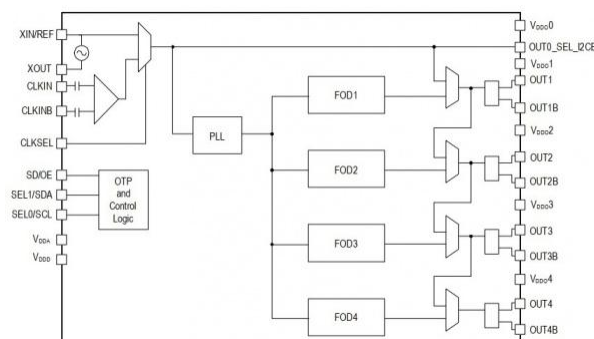 XIN/REF
XOUT
CLKIN
CLKINB
CLKSEL
SD/OE
SEL1/SDA
SEL0/SCL
VDDA
VDDD
OTP
and
Control
Logic
PLL
FOD1
FOD2
FOD3
FOD4
VDDO0
OUT0_SEL_I2CB
VDDO1
OUT1
OUT1B
VDDO2
OUT2
OUT2B
VDDO3
OUT3
OUT3B
VDDO4
OUT4
OUT4B